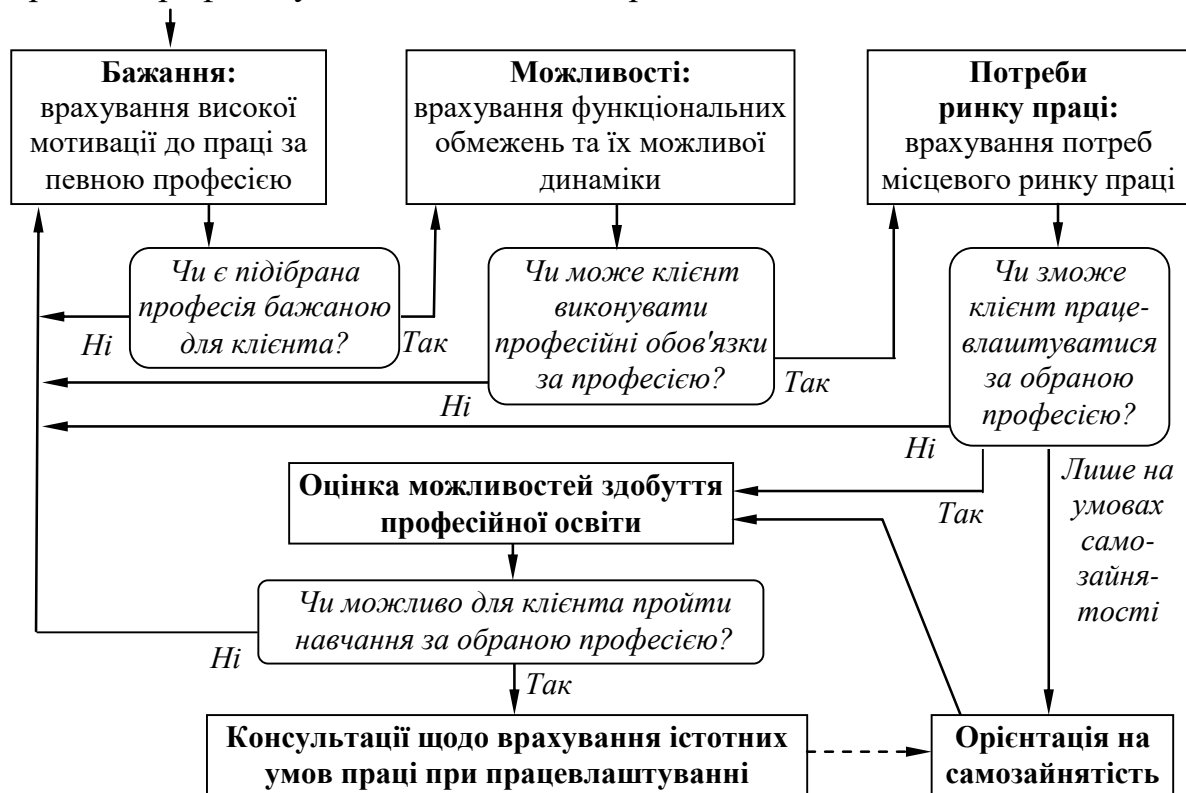 Бажання:
врахування високої
мотивації до праці за
певною професією
Можливості:
врахування функціональних
обмежень та їх можливої
динаміки
Потреби
ринку праці:
врахування потреб
місцевого ринку праці
Чи є підібрана
професія бажаною
для клієнта?
Ні
Так
Чи може клієнт
виконувати
професійні обов'язки
за професією?
Ні
Так
Чи зможе
клієнт праце-
влаштуватися
за обраною
професією?
Ні
Так
Лише на
умовах
само-
зайня-
тості
Оцінка можливостей здобуття
професійної освіти
Чи можливо для клієнта пройти
навчання за обраною професією?
Ні
Так
Консультації щодо врахування істотних
умов праці при працевлаштуванні
Орієнтація на
самозайнятість